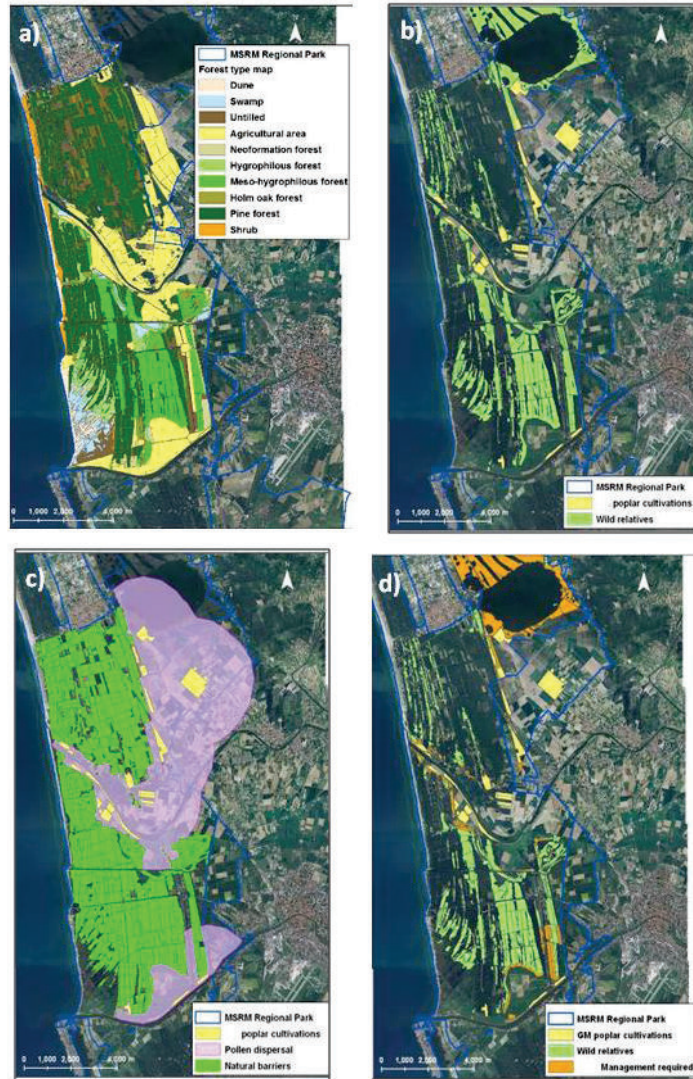 a)
MSRM Regional Park
Forest type map
Dune
Swamp
Untilled
Agricultural area
Neoformation forest
Hygrophilous forest
Meso-hygrophilous forest
Holm oak forest
Pine forest
Shrub
0 1,000 2,000 4,000 m
b)
MSRM Regional Park
poplar cultivations
Wild relatives
0 1,000 2,000 4,000 m
c)
MSRM Regional Park
poplar cultivations
Pollen dispersal
Natural barriers
0 1,000 2,000 4,000 m
d)
MSRM Regional Park
GM poplar cultivations
Wild relatives
Management required
0 1,000 2,000 4,000 m